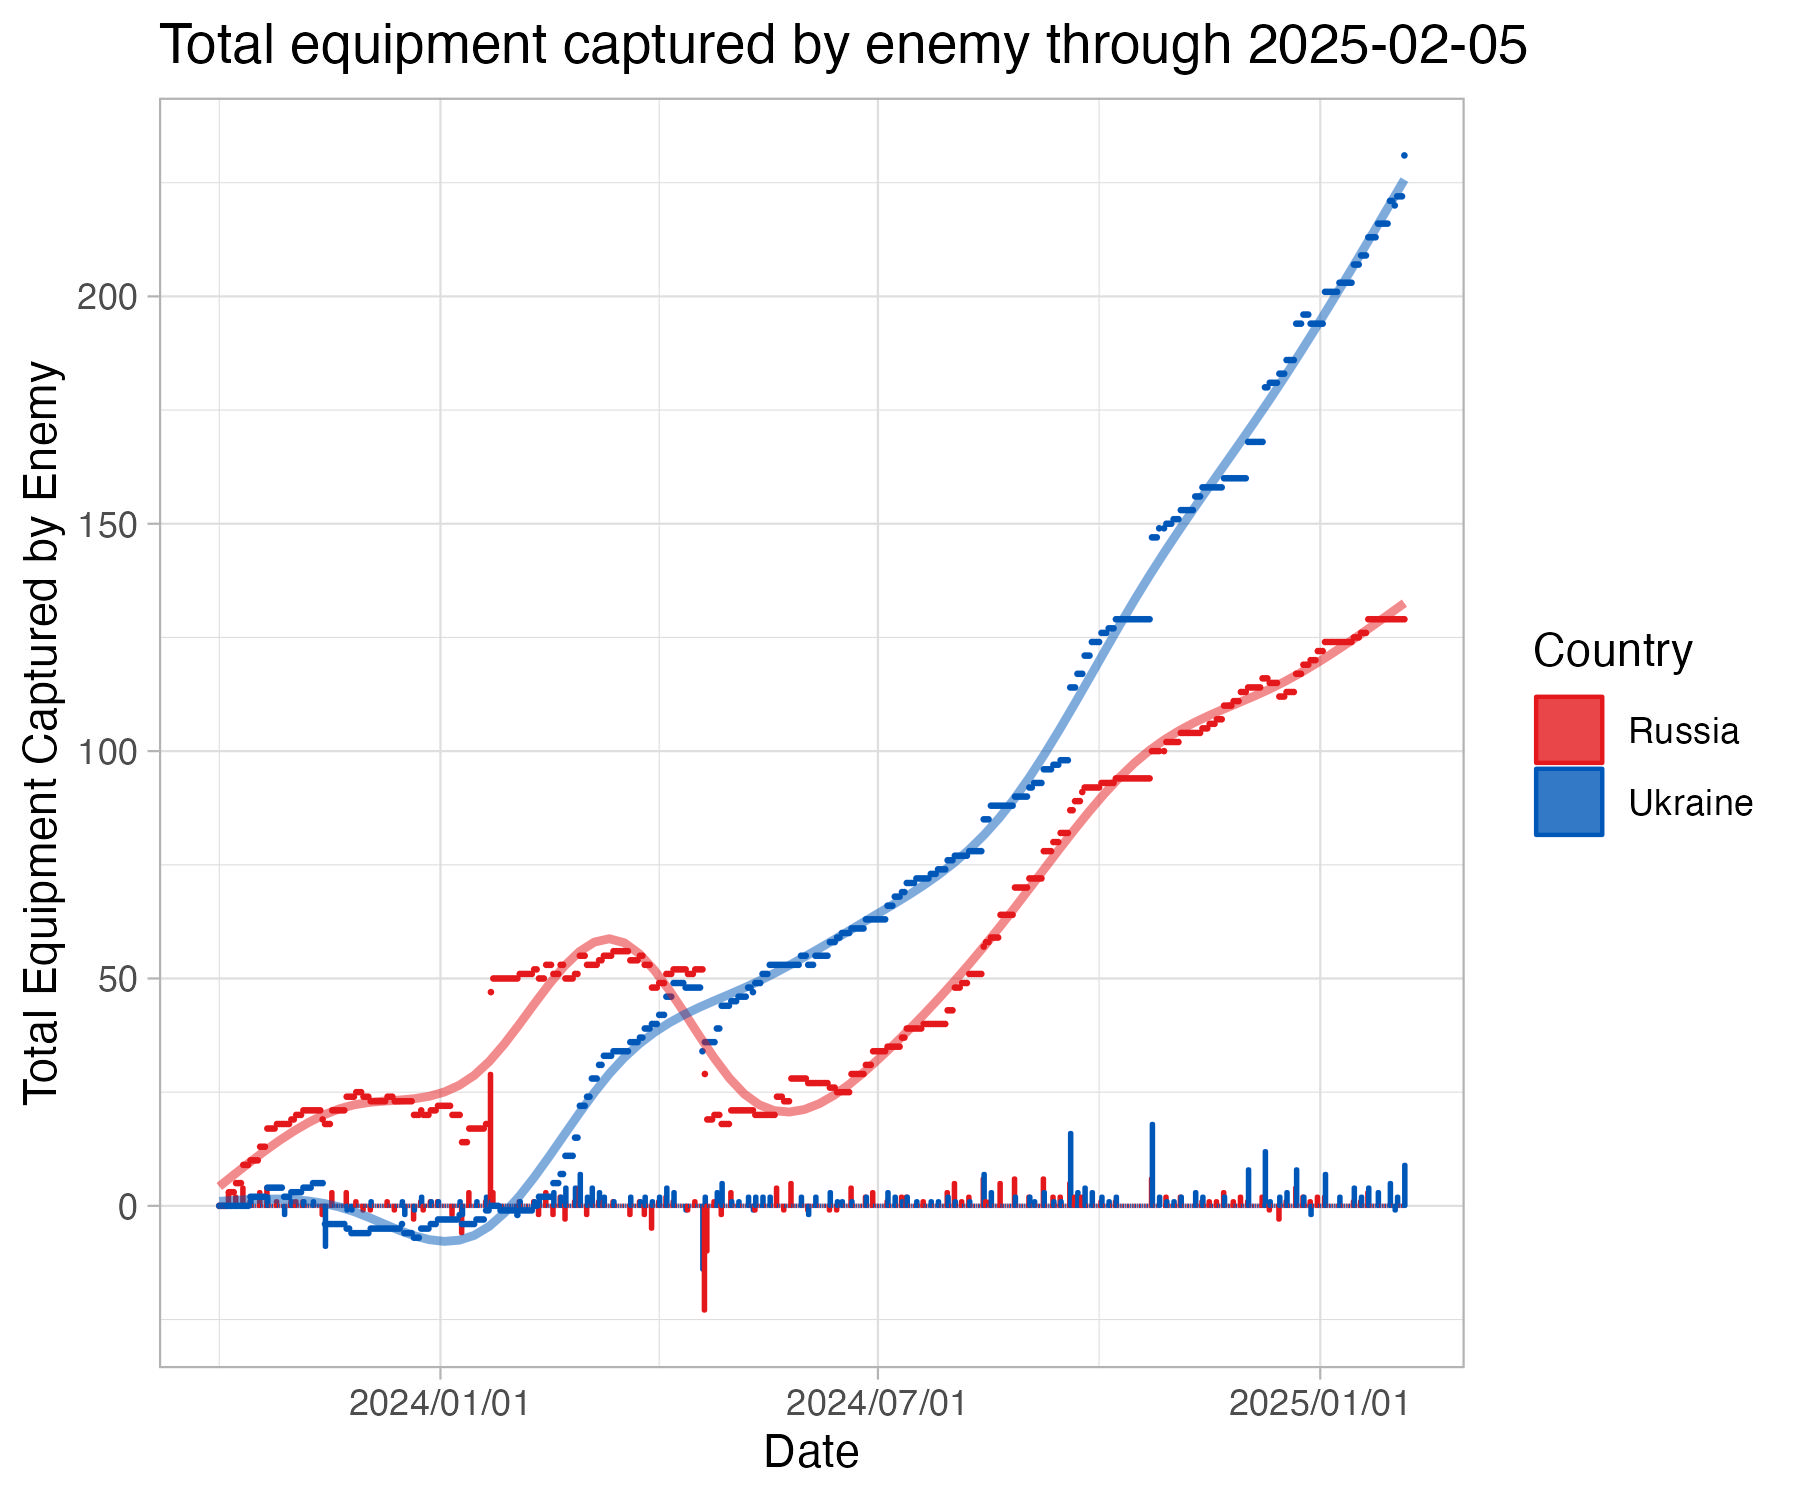 Total equipment captured by enemy through 2025-02-05
Total Equipment Captured by Enemy
200
150
100
50
0
2024/01/01
2024/07/01
2025/01/01
Date
Country
Russia
Ukraine